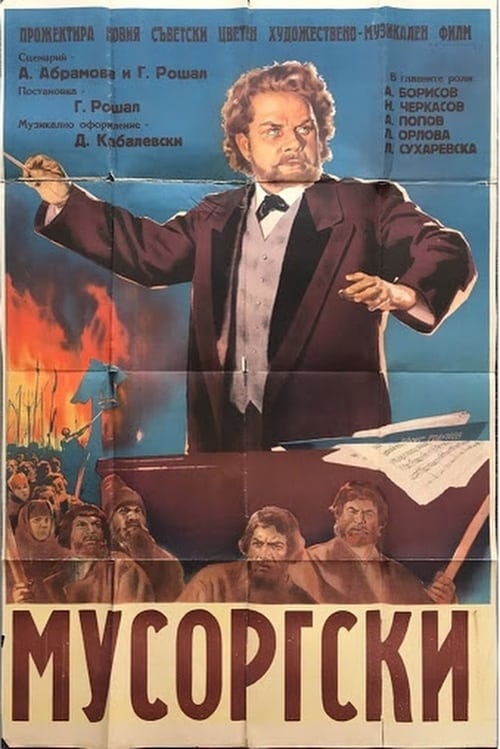 ПРОЖЕКТИРА НОВИЯ СЪВЕТСКИ ЦВЕТЕН ХУДОЖЕСТВЕНО-МУЗИКАЛЕН ФИЛМ
Сценарий -
А. Абрамова и Г. Рошал
Постановка -
Г. Рошал
Музикално оформение -
Д. Кабалевски
В главните роли:
А. БОРИСОВ
Н. ЧЕРКАСОВ
А. ПОПОВ
Л. ОРЛОВА
Л. СУХАРЕВСКА
МУСОРГСКИ